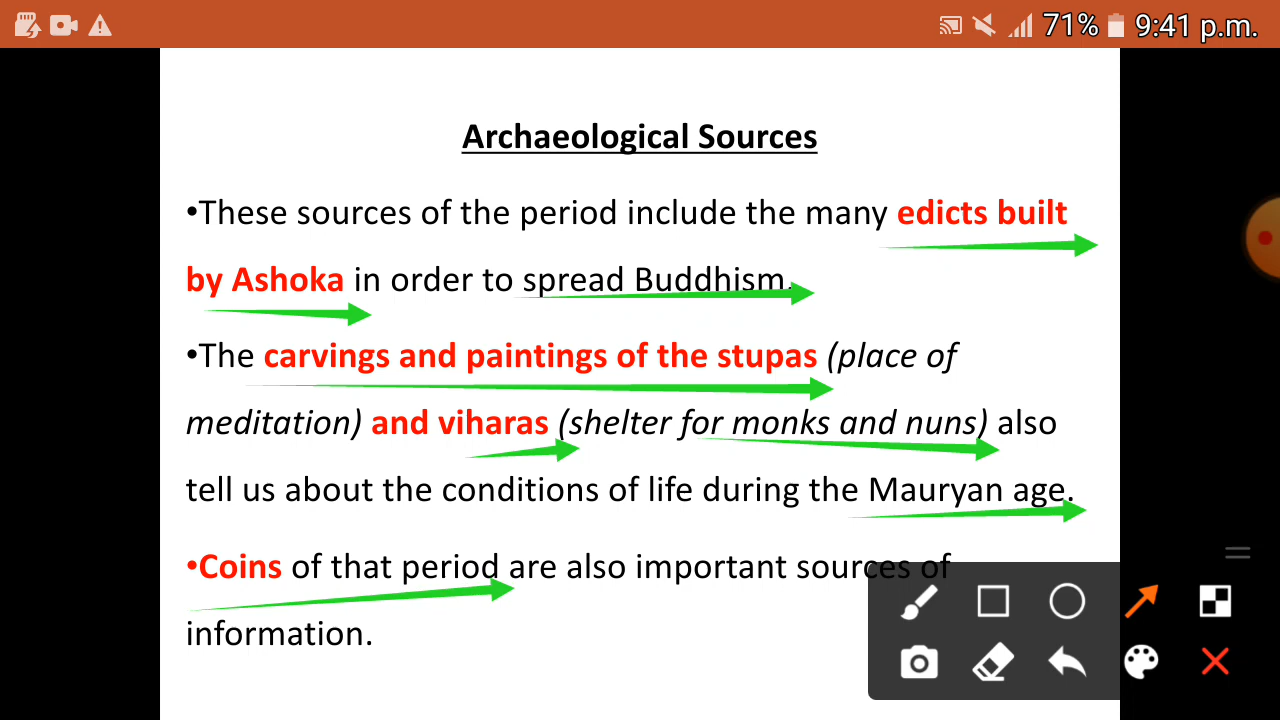 71% 9:41 p.m.
Archaeological Sources
•These sources of the period include the many edicts built
by Ashoka in order to spread Buddhism.
•The carvings and paintings of the stupas (place of
meditation) and viharas (shelter for monks and nuns) also
tell us about the conditions of life during the Mauryan age.
•Coins of that period are also important sources of
information.